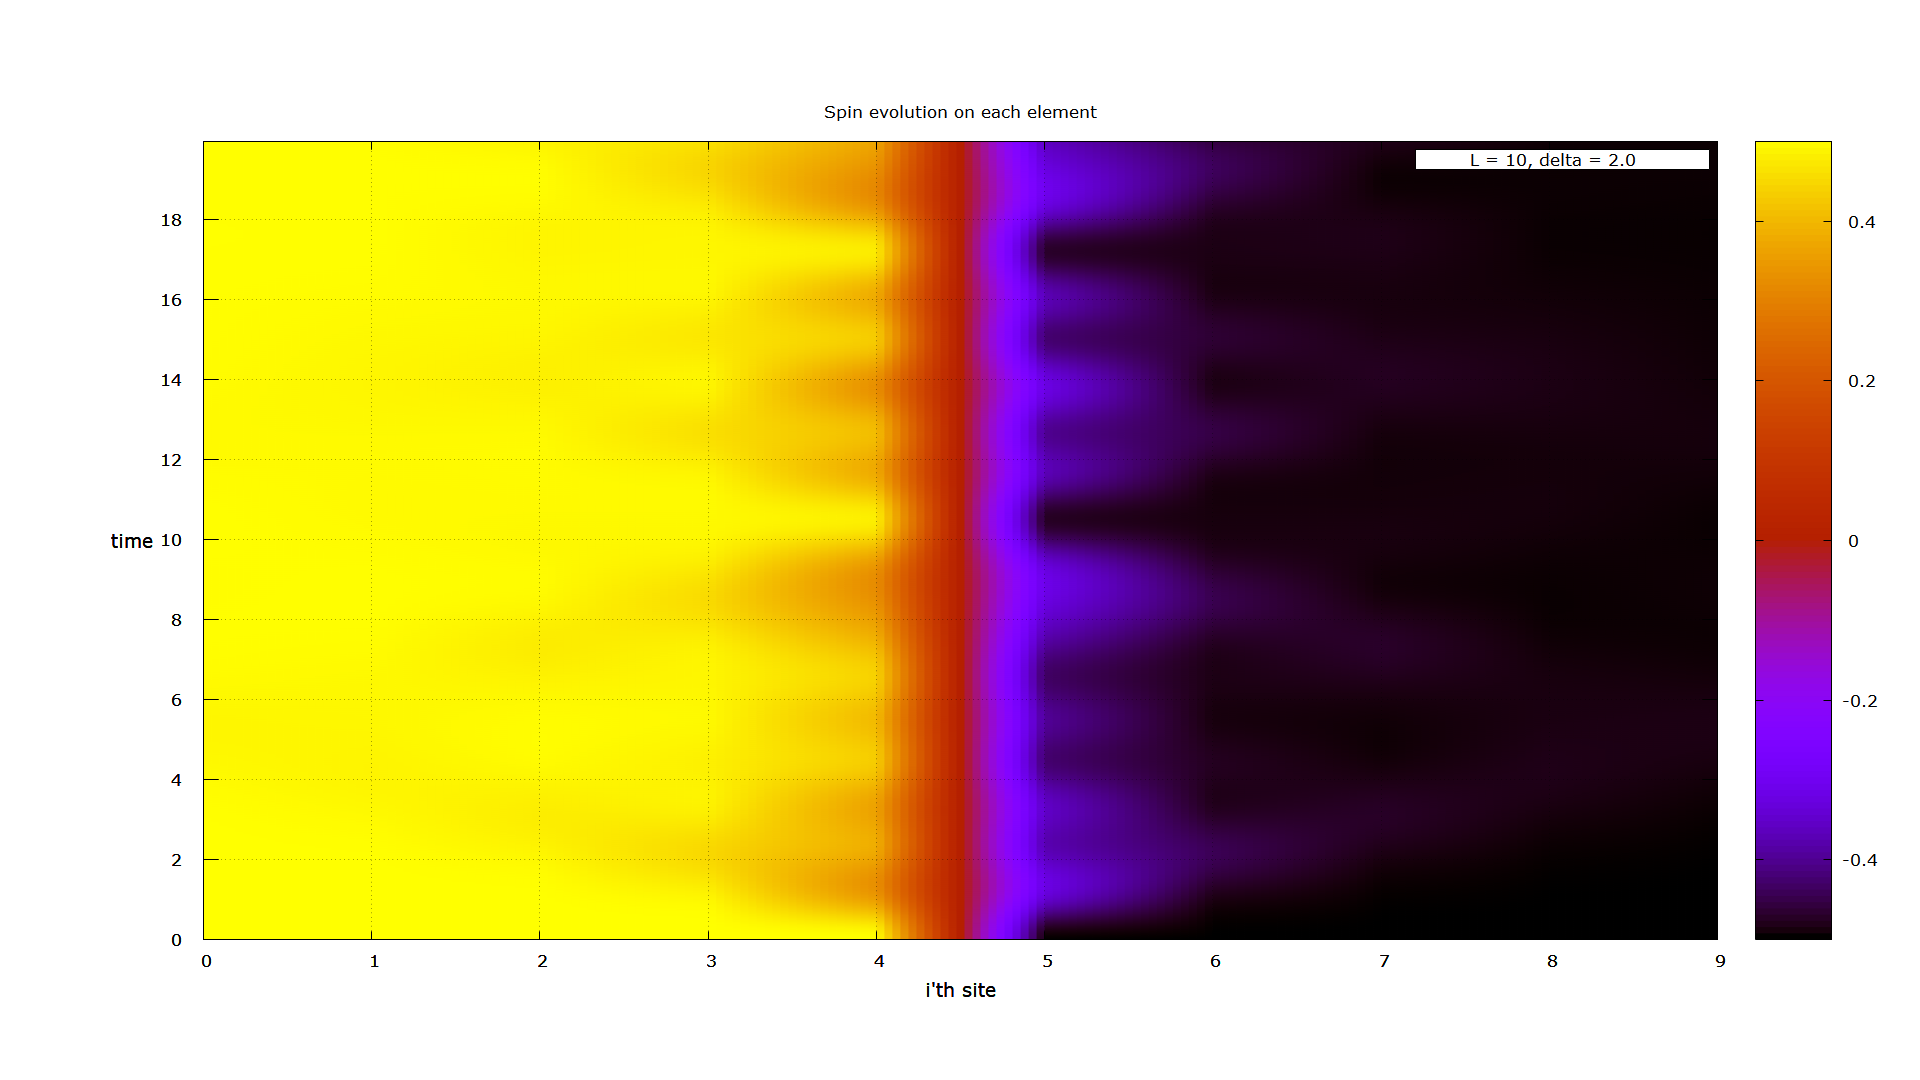 Spin evolution on each element
L = 10, delta = 2.0
18
16
14
12
time 10
8
6
4
2
0
0 1 2 3 4 5 6 7 8 9
i'th site
0.4
0.2
0
-0.2
-0.4